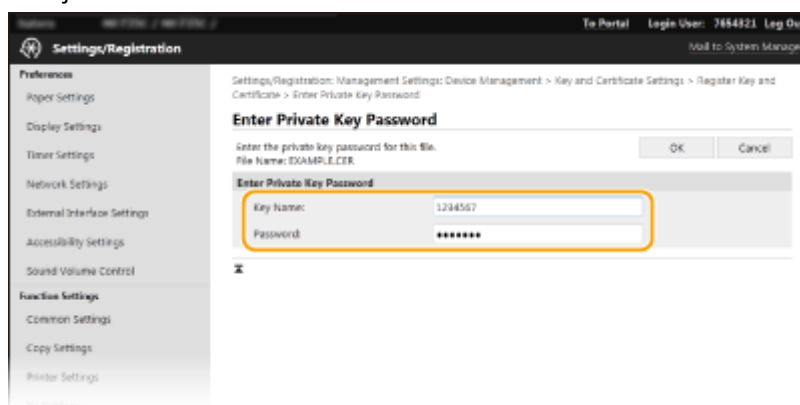 To Portal Login User: 7654321 Log Ou
Settings/Registration
Mail to System Manage
Preferences
Paper Settings
Display Settings
Timer Settings
Network Settings
External Interface Settings
Accessibility Settings
Sound Volume Control
Function Settings
Common Settings
Copy Settings
Printer Settings
Settings/Registration: Management Settings: Device Management > Key and Certificate Settings > Register Key and
Certificate > Enter Private Key Password
Enter Private Key Password
Enter the private key password for this file.
File Name: EXAMPLE.CER
OK Cancel
Enter Private Key Password
Key Name: 1234567
Password: •••••••